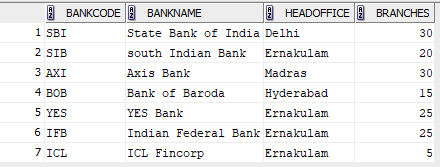 BANKCODE BANKNAME HEADOFFICE BRANCHES
1 SBI State Bank of India Delhi 30
2 SIB south Indian Bank Ernakulam 20
3 AXI Axis Bank Madras 30
4 BOB Bank of Baroda Hyderabad 15
5 YES YES Bank Ernakulam 25
6 IFB Indian Federal Bank Ernakulam 25
7 ICL ICL Fincorp Ernakulam 5